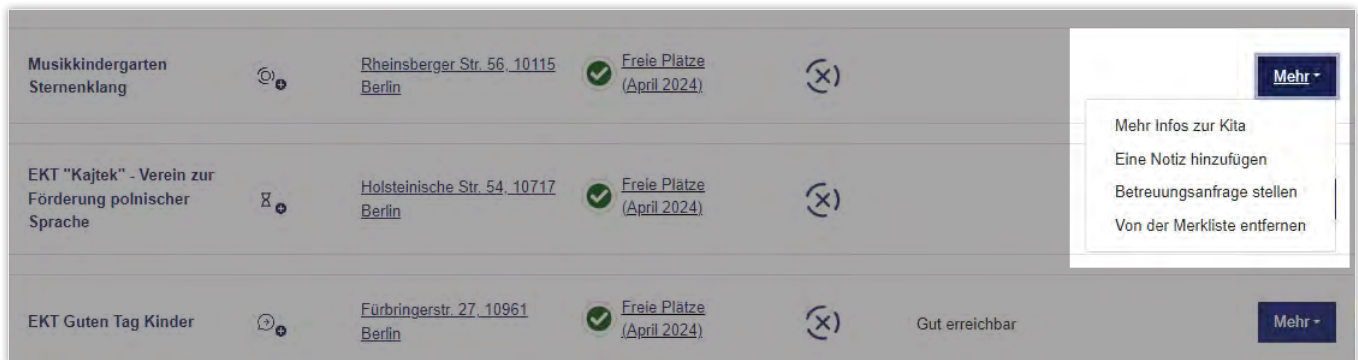 Musikkindergarten
Sternenklang
Rheinsberger Str. 56, 10115
Berlin
Freie Plätze
(April 2024)
Mehr
Mehr Infos zur Kita
Eine Notiz hinzufügen
Betreuungsanfrage stellen
Von der Merkliste entfernen
EKT "Kajtek" - Verein zur
Förderung polnischer
Sprache
Holsteinische Str. 54, 10717
Berlin
Freie Plätze
(April 2024)
EKT Guten Tag Kinder
Fürbringerstr. 27, 10961
Berlin
Freie Plätze
(April 2024)
Gut erreichbar
Mehr